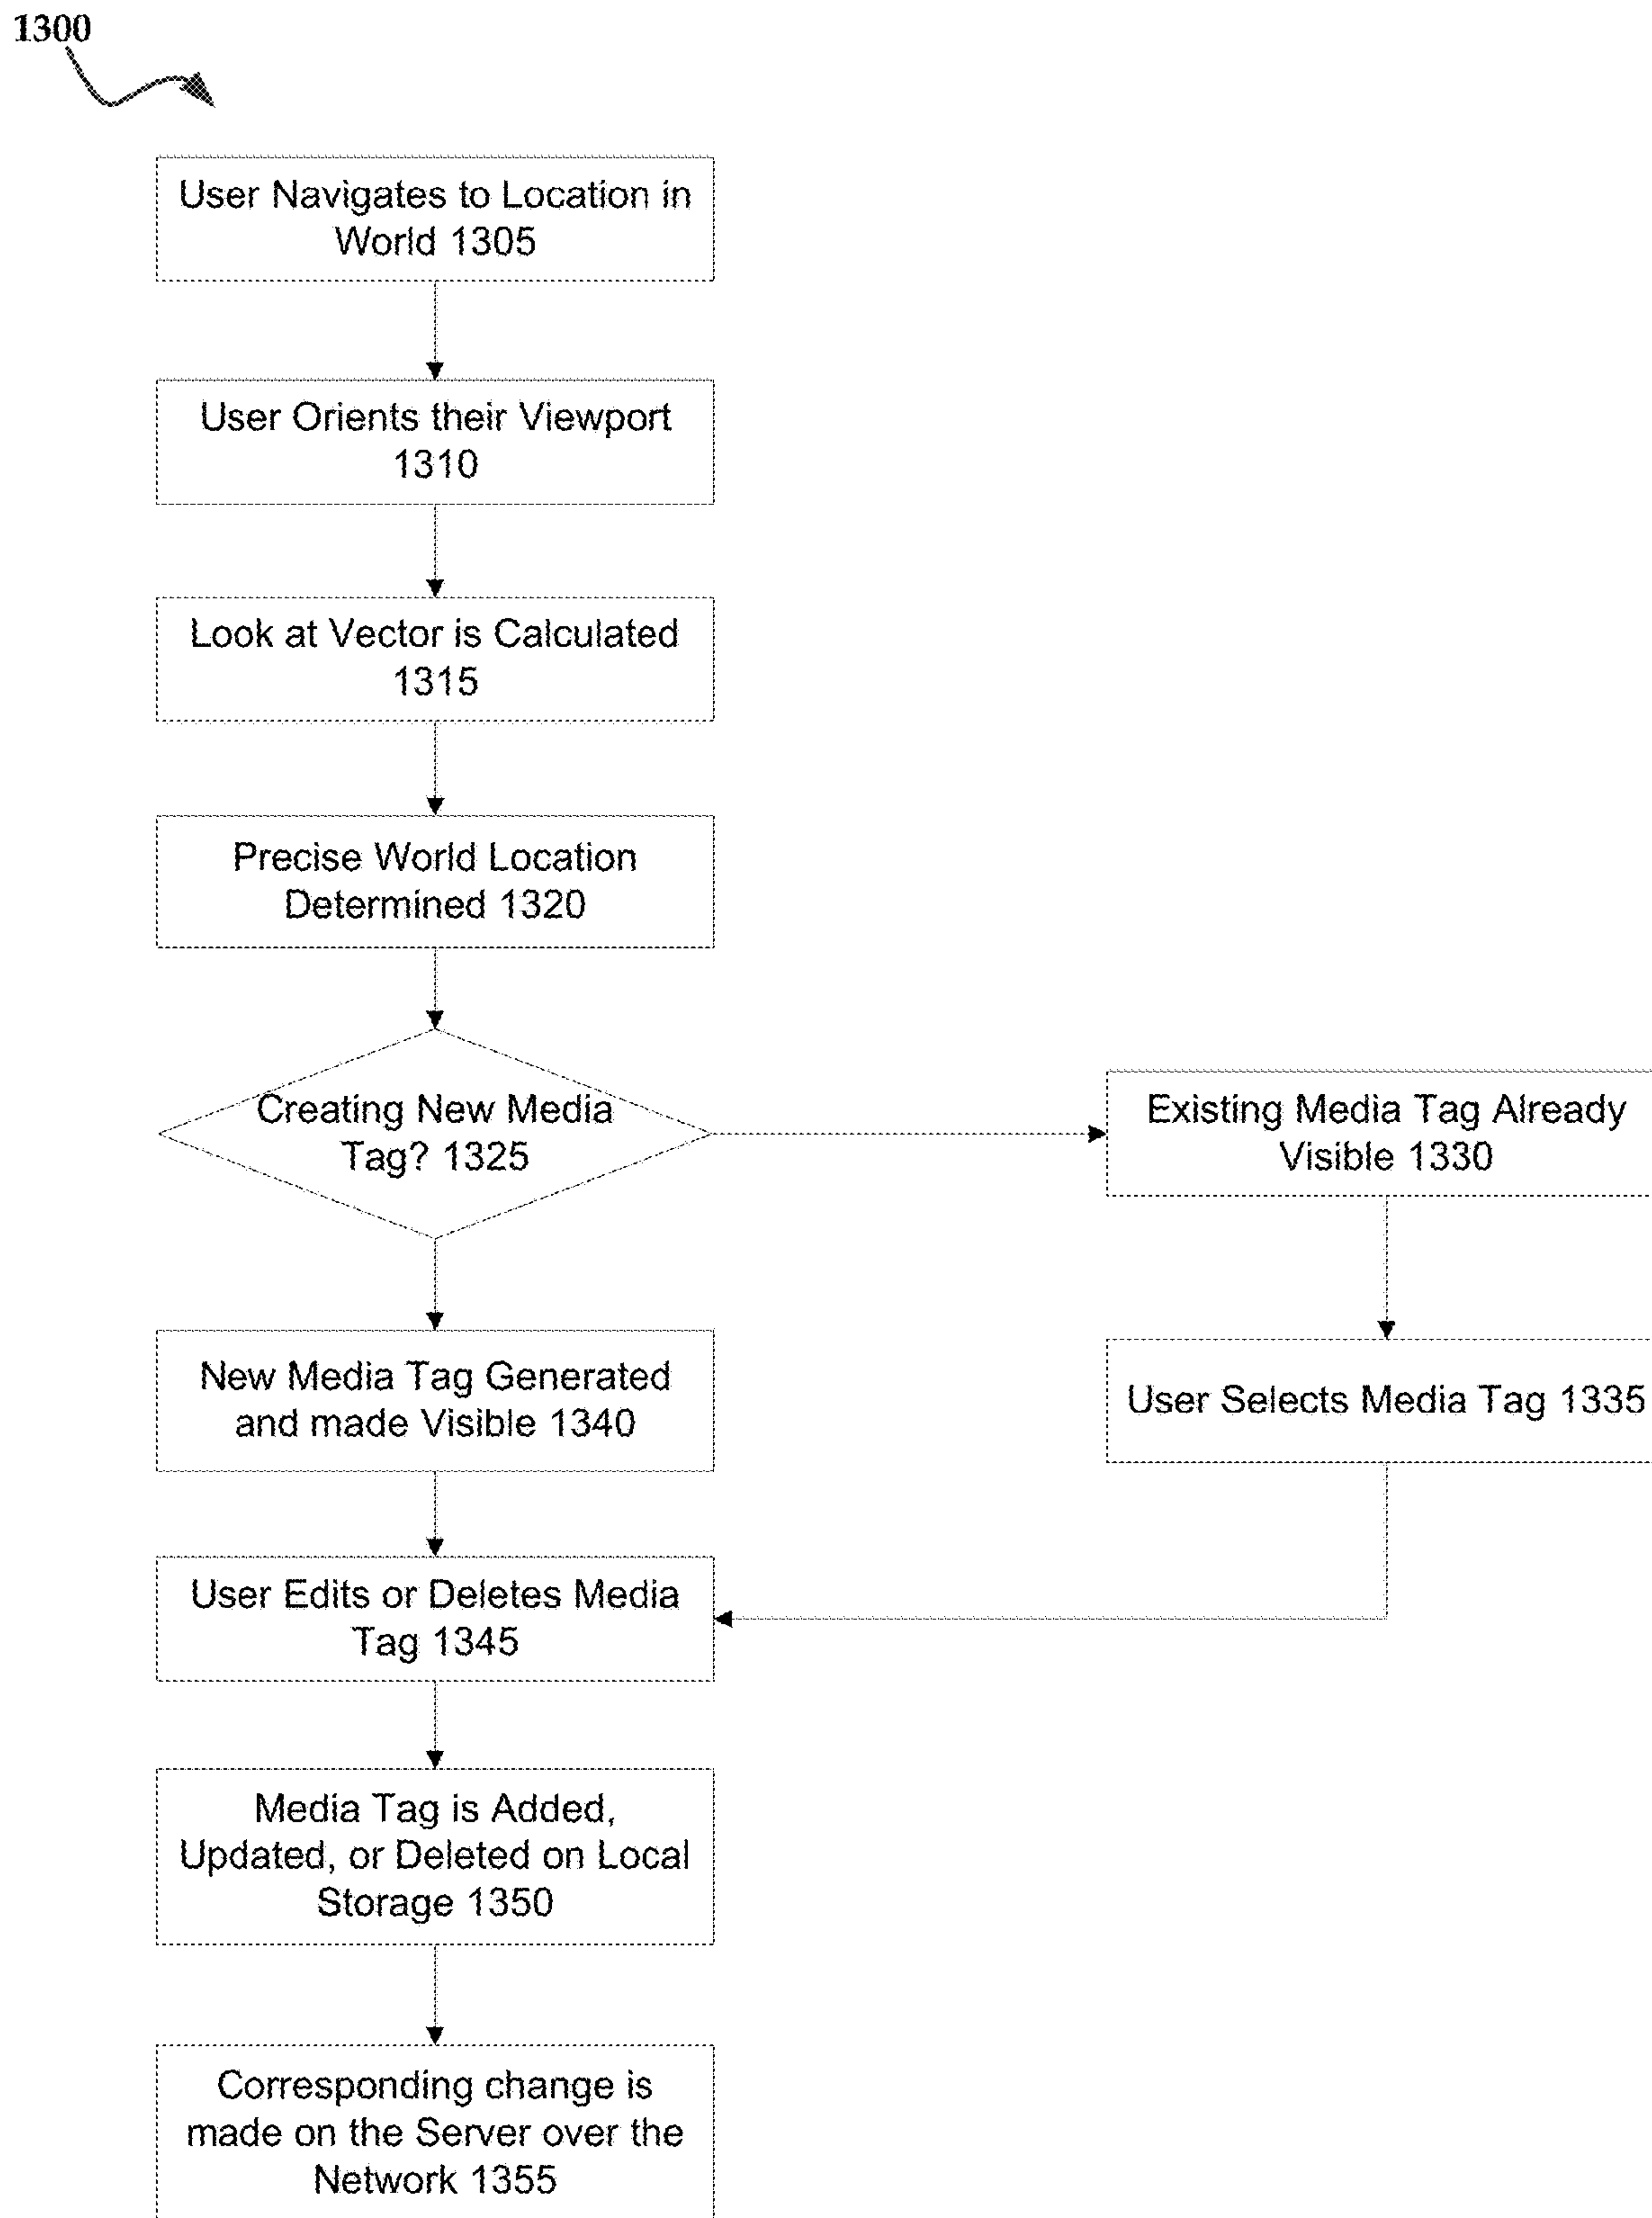 1300
User Navigates to Location in
World 1305
User Orients their Viewport
1310
Look at Vector is Calculated
1315
Precise World Location
Determined 1320
Creating New Media
Tag? 1325
Existing Media Tag Already
Visible 1330
User Selects Media Tag 1335
New Media Tag Generated
and made Visible 1340
User Edits or Deletes Media
Tag 1345
Media Tag is Added,
Updated, or Deleted on Local
Storage 1350
Corresponding change is
made on the Server over the
Network 1355